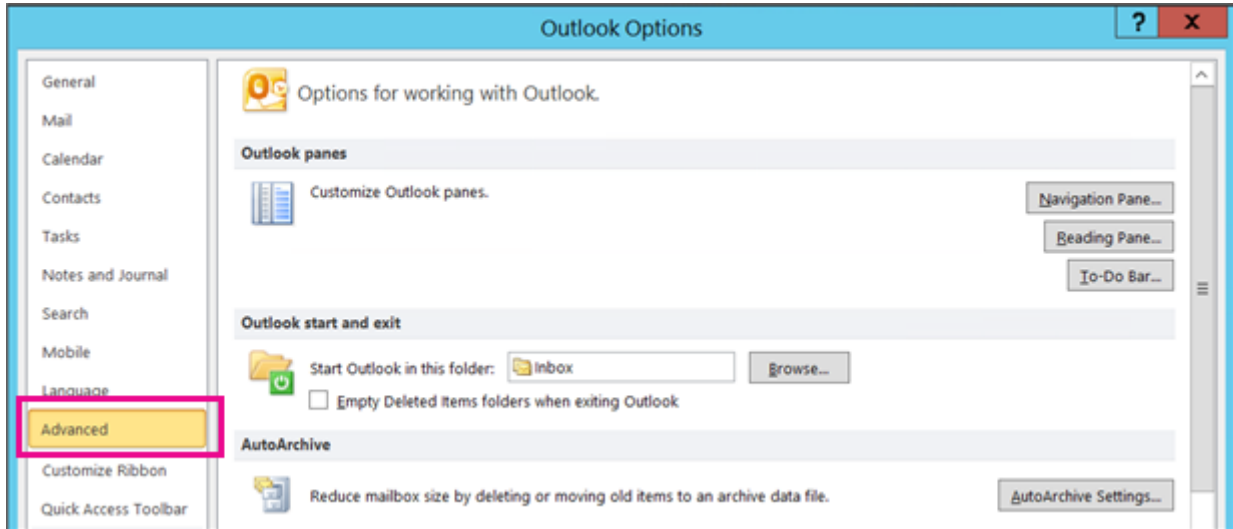 Outlook Options
? x
General
Mail
Calendar
Contacts
Tasks
Notes and Journal
Search
Mobile
Language
Advanced
Customize Ribbon
Quick Access Toolbar
Options for working with Outlook.
Outlook panes
Customize Outlook panes.
Navigation Pane...
Reading Pane...
To-Do Bar...
Outlook start and exit
Start Outlook in this folder: Inbox Browse...
Empty Deleted Items folders when exiting Outlook
AutoArchive
Reduce mailbox size by deleting or moving old items to an archive data file. AutoArchive Settings...